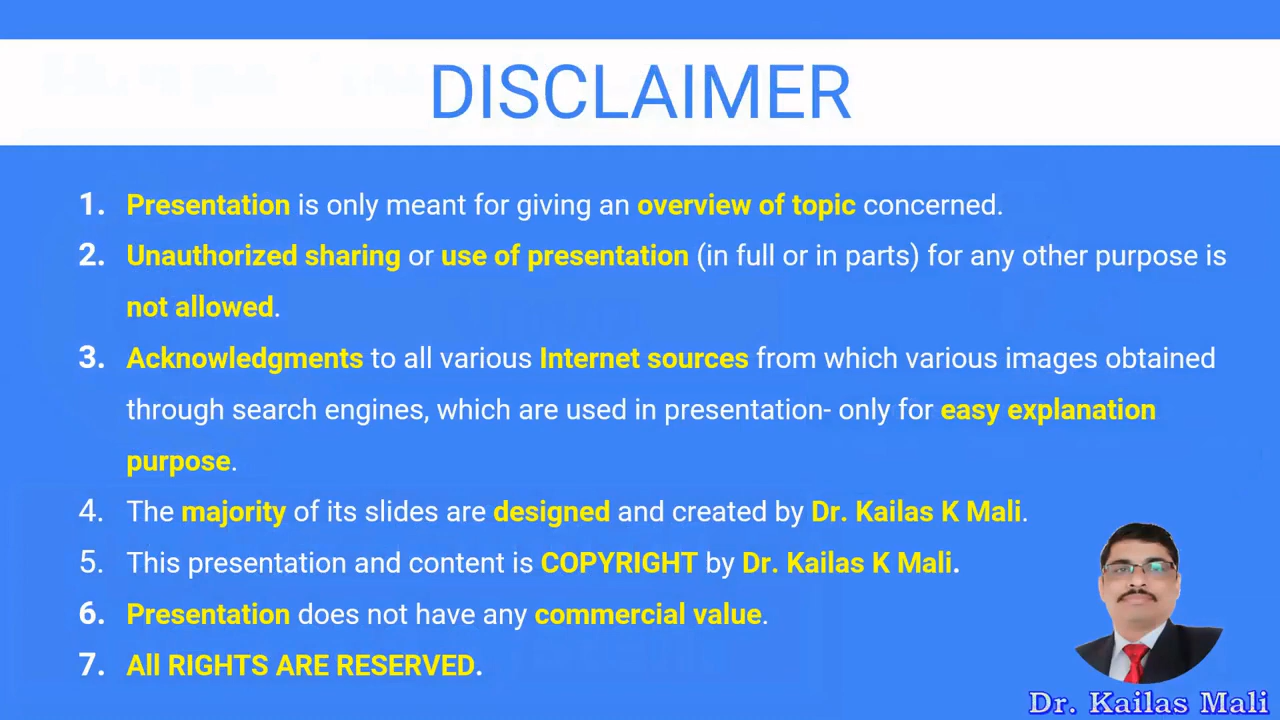 DISCLAIMER
1. Presentation is only meant for giving an overview of topic concerned.
2. Unauthorized sharing or use of presentation (in full or in parts) for any other purpose is
not allowed.
3. Acknowledgments to all various Internet sources from which various images obtained
through search engines, which are used in presentation- only for easy explanation
purpose.
4. The majority of its slides are designed and created by Dr. Kailas K Mali.
5. This presentation and content is COPYRIGHT by Dr. Kailas K Mali.
6. Presentation does not have any commercial value.
7. All RIGHTS ARE RESERVED.
Dr. Kailas Mali